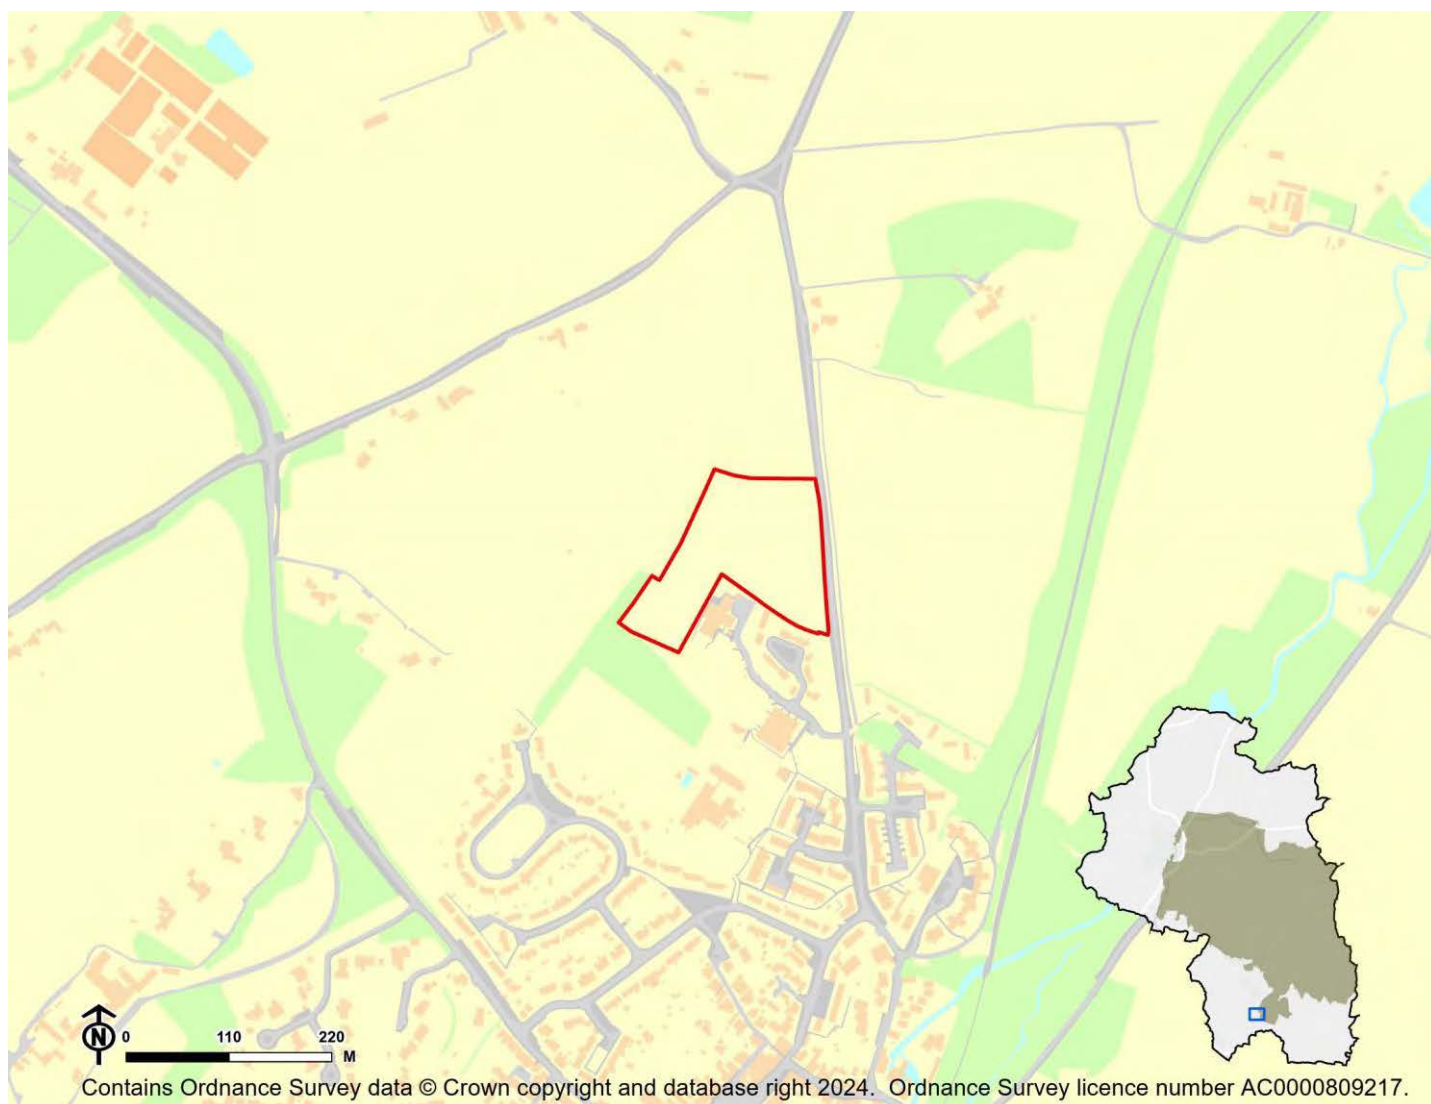 N
0 110 220
M
Contains Ordnance Survey data © Crown copyright and database right 2024. Ordnance Survey licence number AC0000809217.